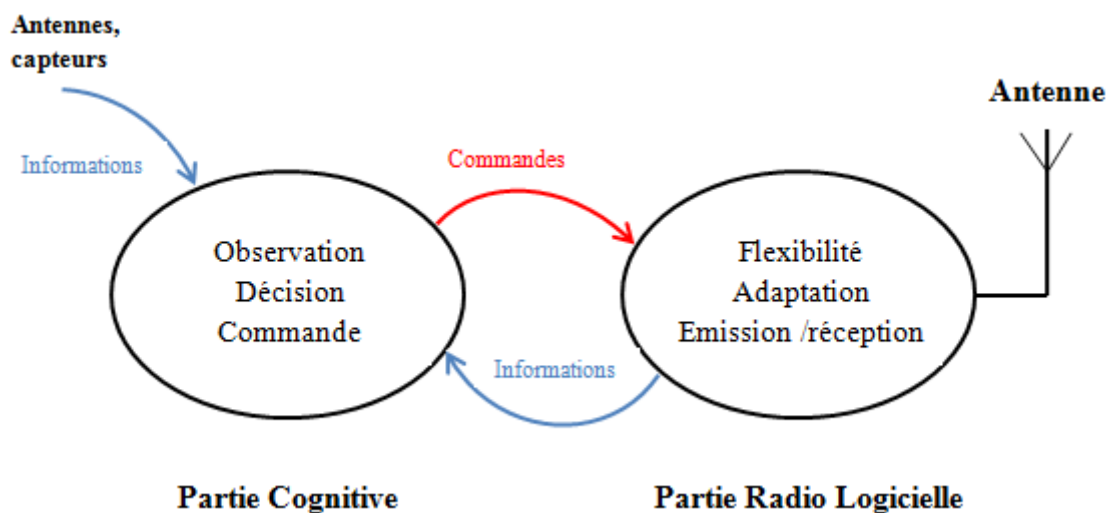 Antennes,
capteurs
Antenne
Informations
Commandes
Observation
Décision
Commande
Flexibilité
Adaptation
Emission /réception
Informations
Partie Cognitive
Partie Radio Logicielle